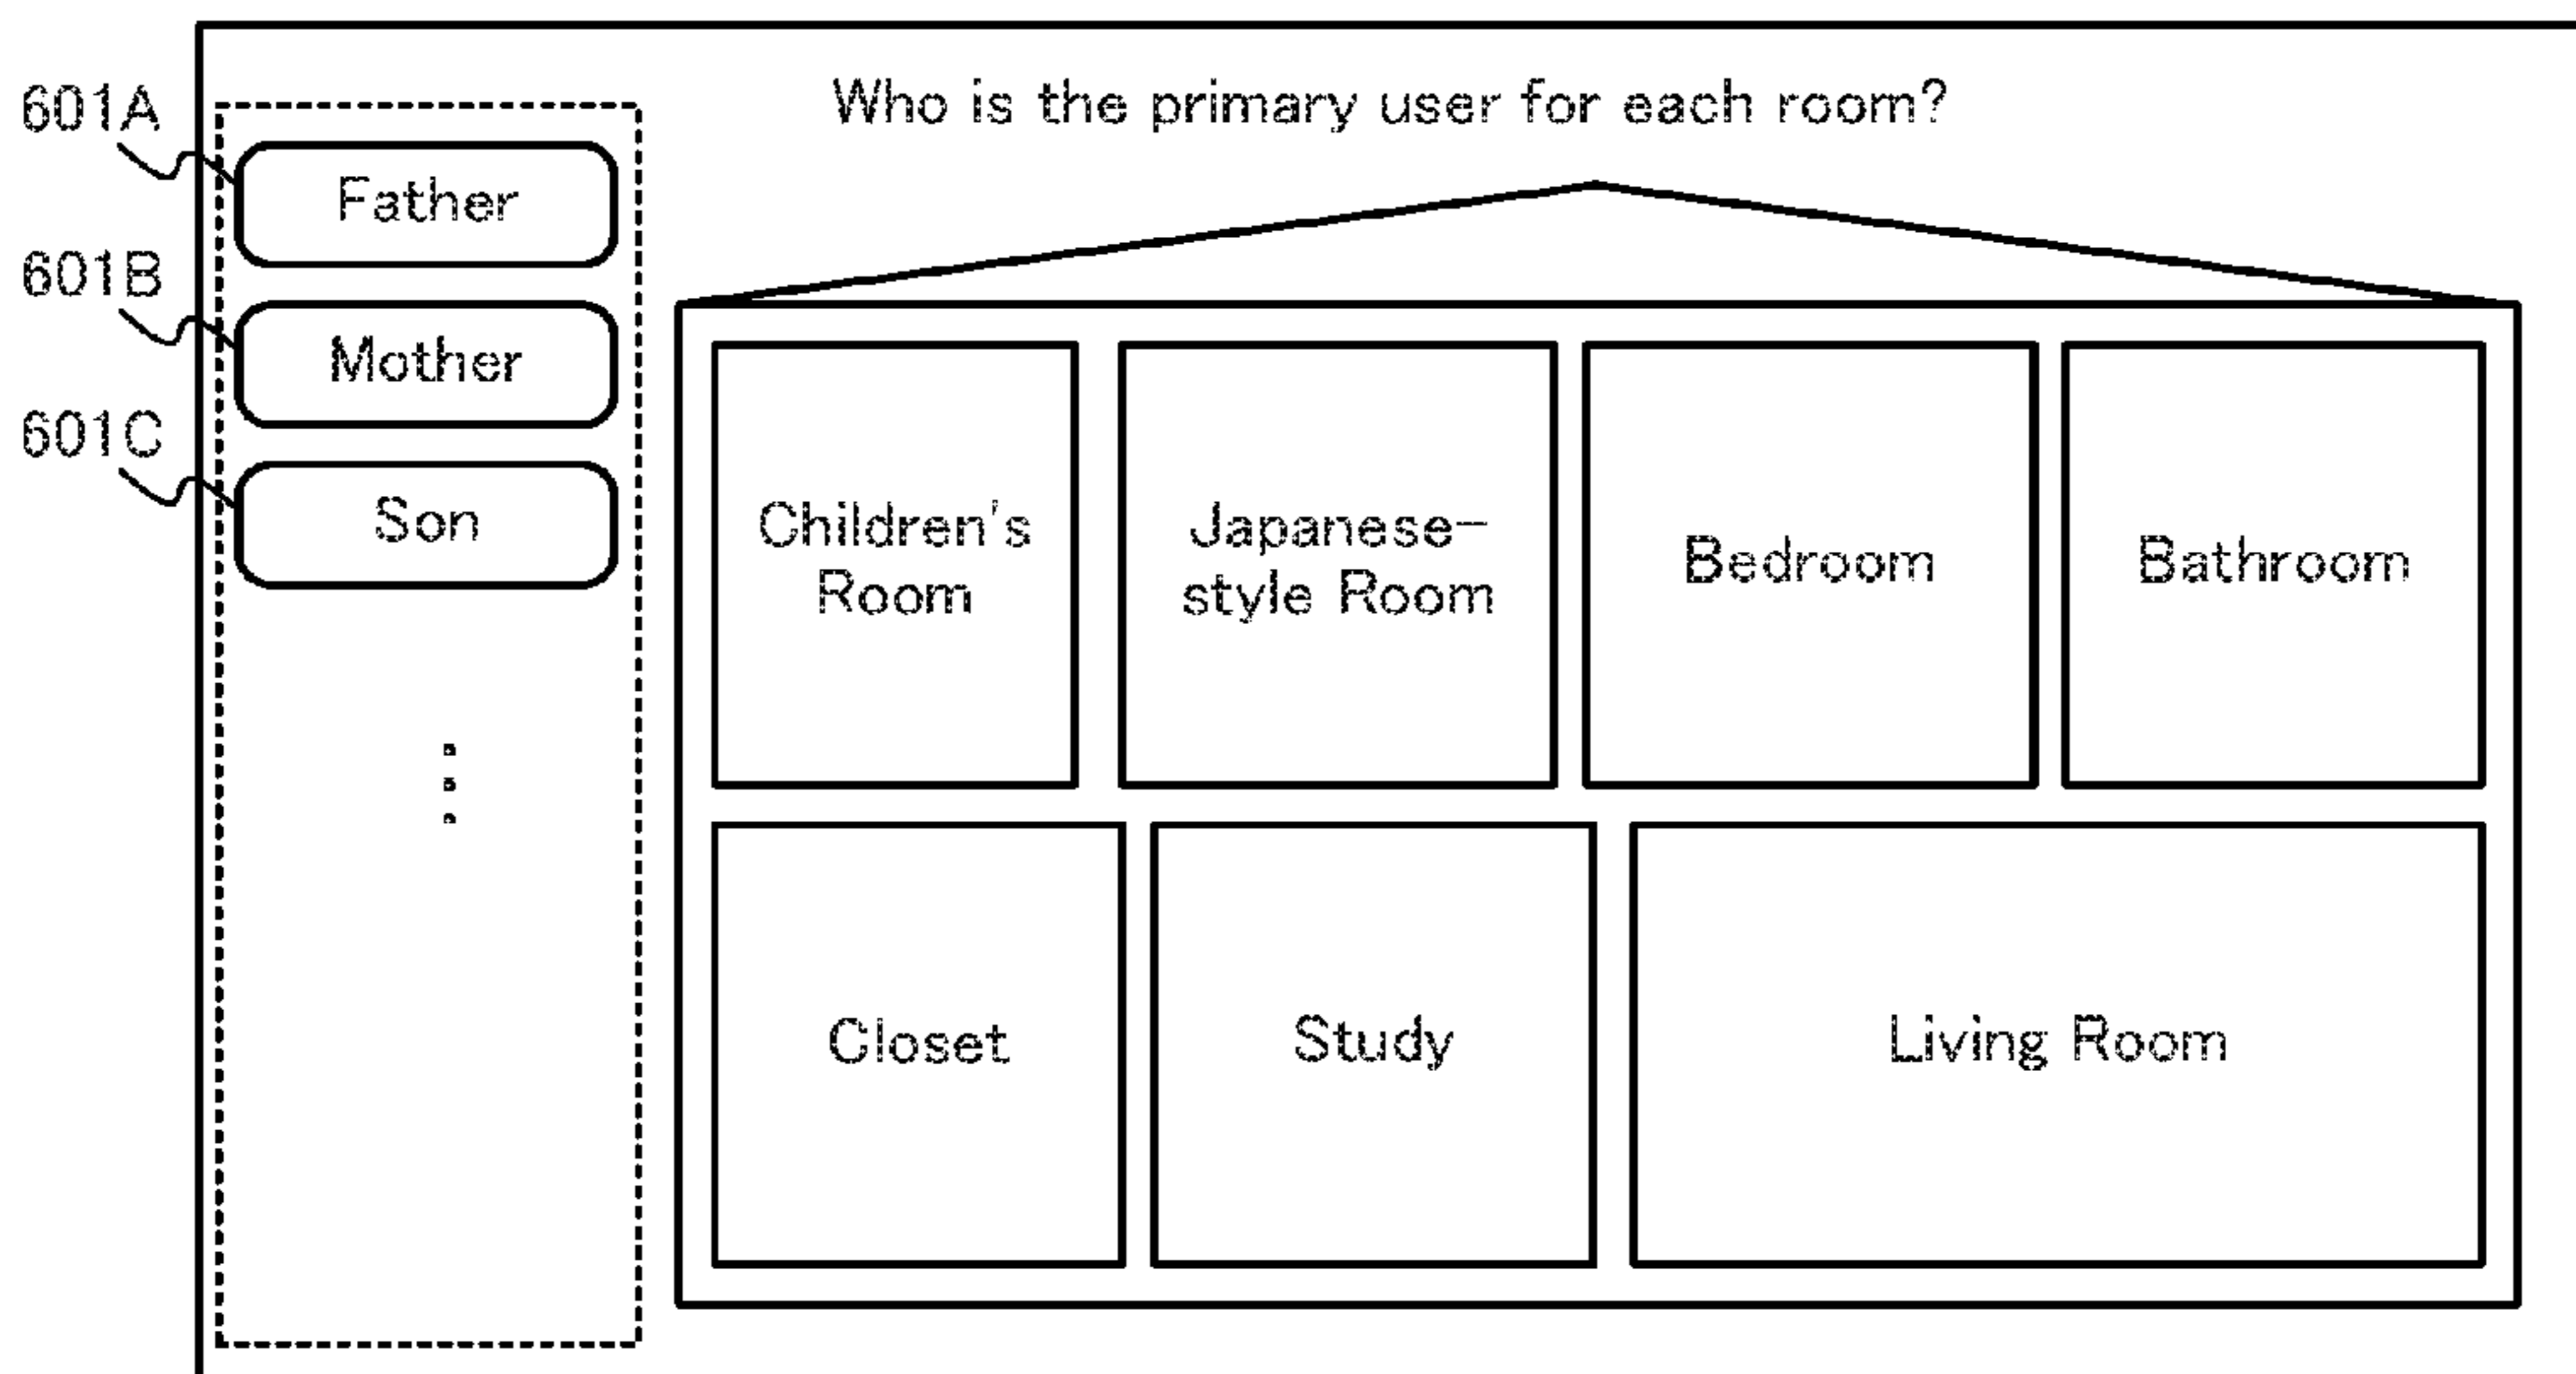 Who is the primary user for each room?
601A
Father
601B
Mother
601C
Son
Children's
Room
Japanese-
style Room
Bedroom
Bathroom
Closet
Study
Living Room